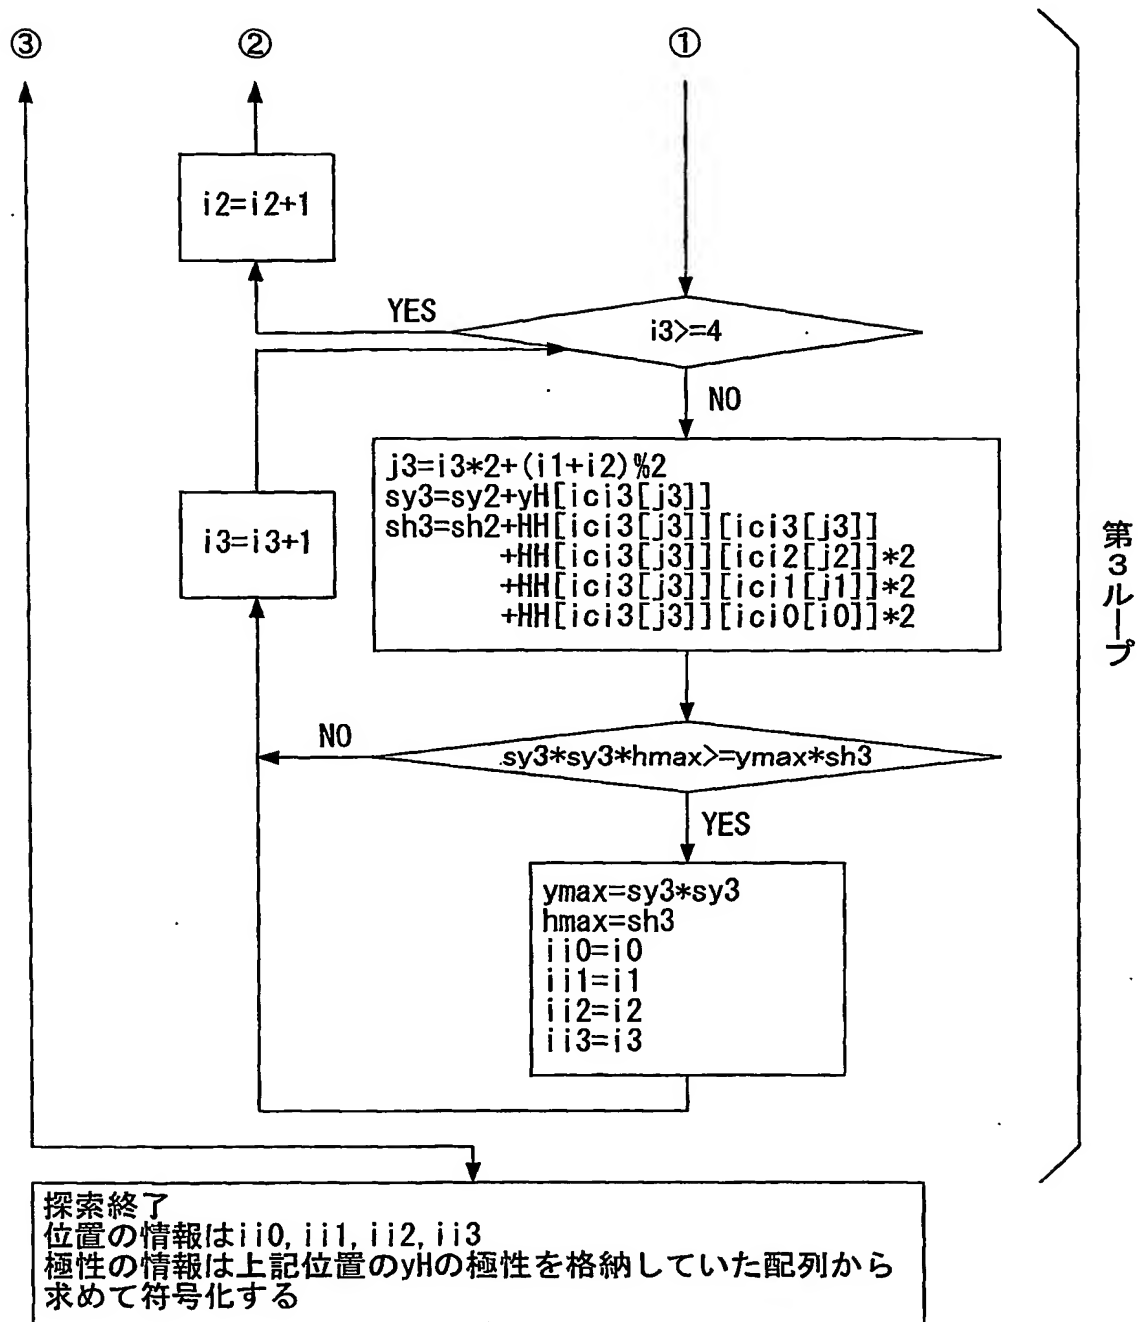 ③
②
①
i2=i2+1
YES
i3>=4
NO
j3=i3*2+(i1+i2)%2
sy3=sy2+yH[ici3[j3]]
sh3=sh2+HH[ici3[j3]][ici3[j3]]
+HH[ici3[j3]][ici2[j2]]*2
+HH[ici3[j3]][ici1[j1]]*2
+HH[ici3[j3]][ici0[i0]]*2
i3=i3+1
第3ループ
NO
sy3*sy3*hmax>=ymax*sh3
YES
ymax=sy3*sy3
hmax=sh3
ii0=i0
ii1=i1
ii2=i2
ii3=i3
探索終了
位置の情報はii0,ii1,ii2,ii3
極性の情報は上記位置のyHの極性を格納していた配列から
求めて符号化する